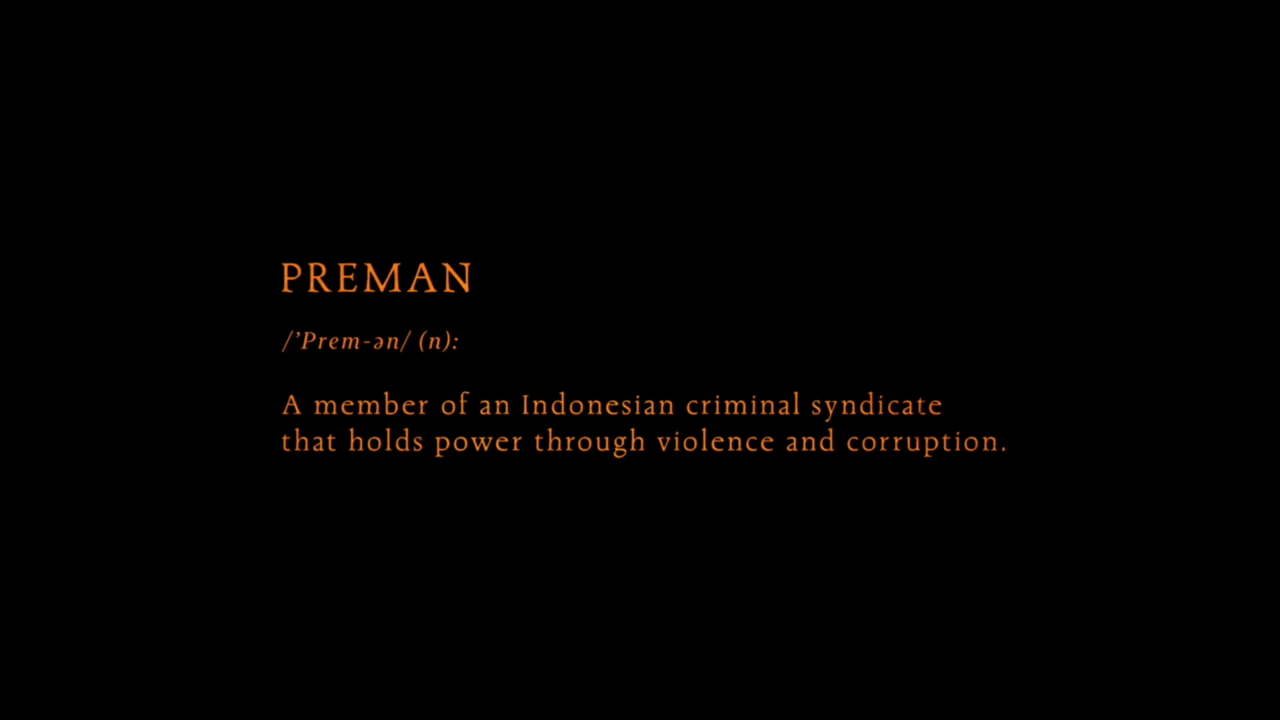 PREMAN
/’Prem-ən/ (n):
A member of an Indonesian criminal syndicate
that holds power through violence and corruption.